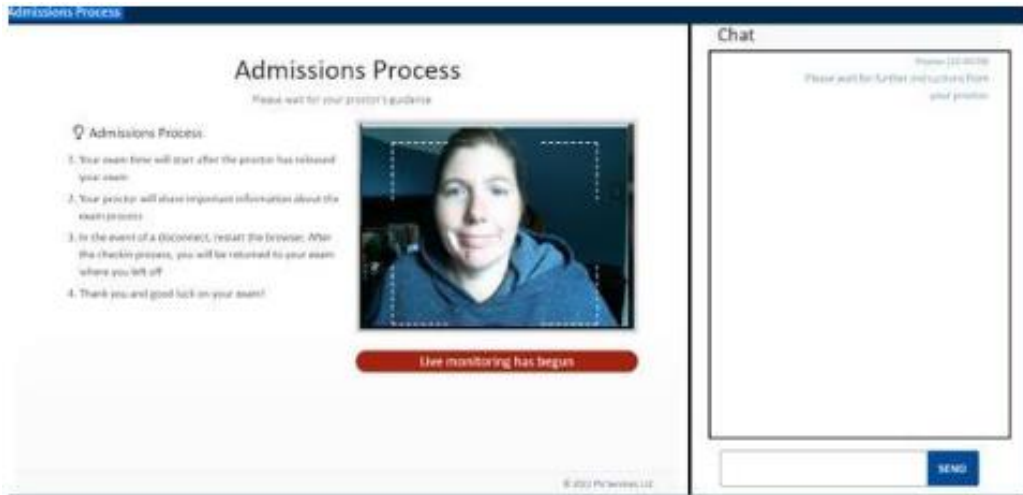 Admissions Process
Admissions Process
Please wait for your proctor's guidance
Admissions Process
1. Your exam time will start after the proctor has released
your exam
2. Your proctor will share important information about the
exam process
3. In the event of a disconnect, restart the browser. After
the checkin process, you will be returned to your exam
where you left off
4. Thank you and good luck on your exam!
Live monitoring has begun
Chat
Please wait for further instructions from
your proctor
SEND